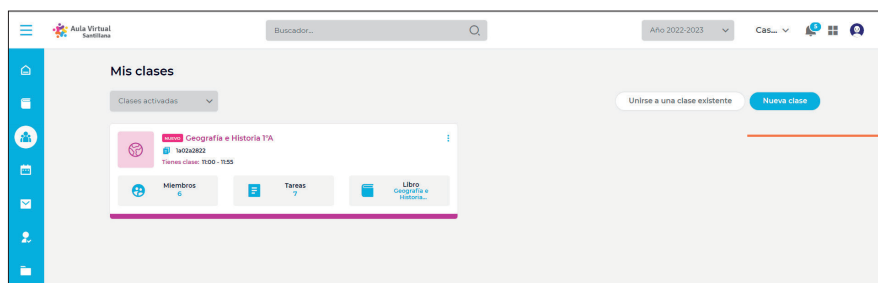 Aula Virtual
Santillana
Buscador...
Año 2022-2023
Cas...
5
Mis clases
Clases activadas
Unirse a una clase existente
Nueva clase
NUEVO Geografía e Historia 1ºA
1a02a2822
Tienes clase: 11:00 - 11:55
Miembros
6
Tareas
7
Libro
Geografía e
Historia...